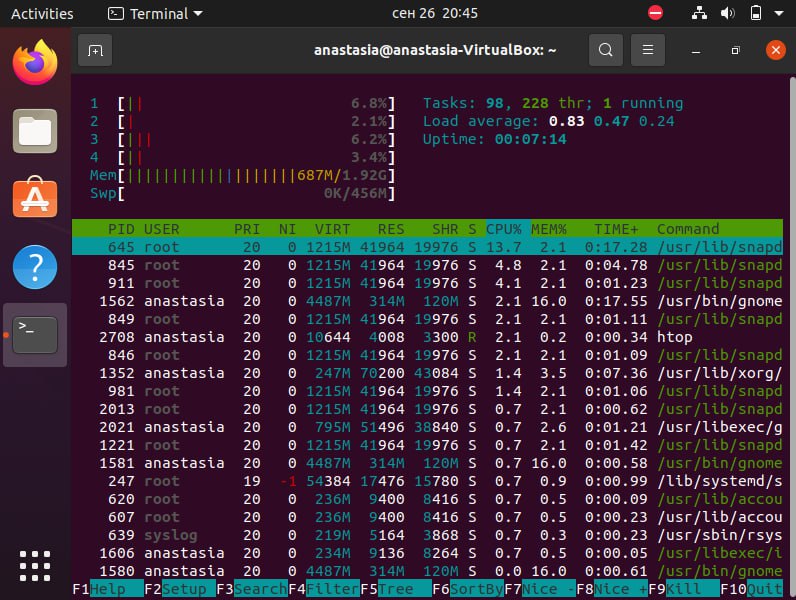 Activities Terminal сен 26 20:45
anastasia@anastasia-VirtualBox: ~
1 [|| 6.8%] Tasks: 98, 228 thr; 1 running
2 [| 2.1%] Load average: 0.83 0.47 0.24
3 [||| 6.2%] Uptime: 00:07:14
4 [|| 3.4%]
Mem[||||||||||||||||||||687M/1.92G]
Swp[ 0K/456M]
PID USER PRI NI VIRT RES SHR S CPU% MEM% TIME+ Command
645 root 20 0 1215M 41964 19976 S 13.7 2.1 0:17.28 /usr/lib/snapd
845 root 20 0 1215M 41964 19976 S 4.8 2.1 0:04.78 /usr/lib/snapd
911 root 20 0 1215M 41964 19976 S 4.1 2.1 0:01.23 /usr/lib/snapd
1562 anastasia 20 0 4487M 314M 120M S 2.1 16.0 0:17.55 /usr/bin/gnome
849 root 20 0 1215M 41964 19976 S 2.1 2.1 0:01.11 /usr/lib/snapd
2708 anastasia 20 0 10644 4008 3300 R 2.1 0.2 0:00.34 htop
846 root 20 0 1215M 41964 19976 S 2.1 2.1 0:01.09 /usr/lib/snapd
1352 anastasia 20 0 247M 70200 43084 S 1.4 3.5 0:07.36 /usr/lib/xorg/
981 root 20 0 1215M 41964 19976 S 1.4 2.1 0:01.06 /usr/lib/snapd
2013 root 20 0 1215M 41964 19976 S 0.7 2.1 0:00.62 /usr/lib/snapd
2021 anastasia 20 0 795M 51496 38840 S 0.7 2.6 0:01.21 /usr/libexec/g
1221 root 20 0 1215M 41964 19976 S 0.7 2.1 0:01.42 /usr/lib/snapd
1581 anastasia 20 0 4487M 314M 120M S 0.7 16.0 0:00.58 /usr/bin/gnome
247 root 19 -1 54384 17476 15780 S 0.7 0.9 0:00.99 /lib/systemd/s
620 root 20 0 236M 9400 8416 S 0.7 0.5 0:00.09 /usr/lib/accou
607 root 20 0 236M 9400 8416 S 0.7 0.5 0:00.23 /usr/lib/accou
639 syslog 20 0 219M 5164 3868 S 0.7 0.3 0:00.23 /usr/sbin/rsys
1606 anastasia 20 0 234M 9136 8264 S 0.7 0.5 0:00.05 /usr/libexec/i
1580 anastasia 20 0 4487M 314M 120M S 0.0 16.0 0:00.61 /usr/bin/gnome
F1Help F2Setup F3SearchF4FilterF5Tree F6SortByF7Nice -F8Nice +F9Kill F10Quit